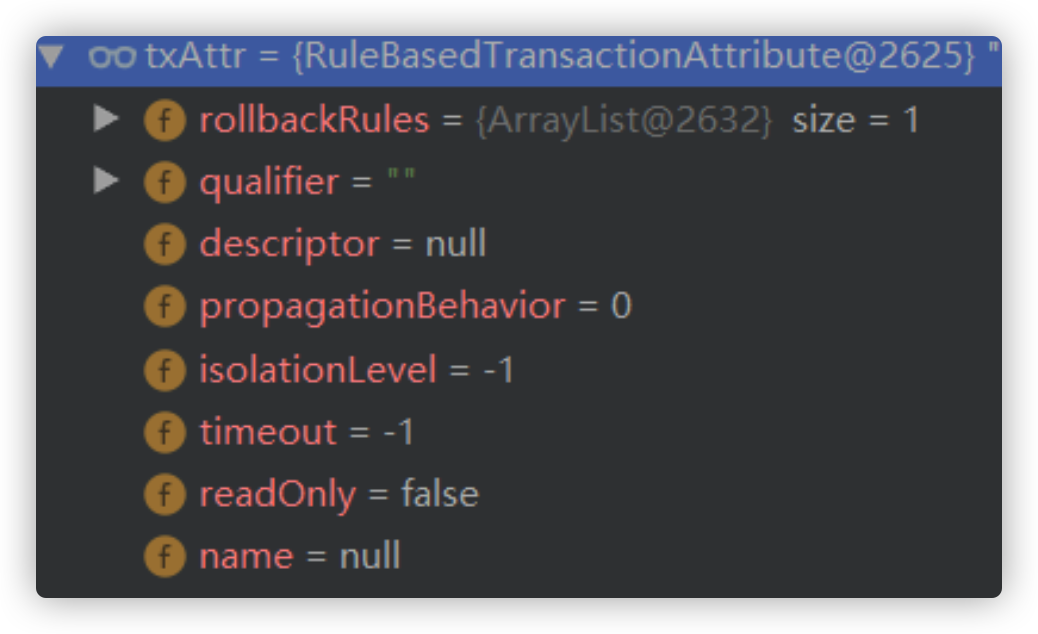 txAttr = {RuleBasedTransactionAttribute@2625} "
f rollbackRules = {ArrayList@2632} size = 1
f qualifier = ""
f descriptor = null
f propagationBehavior = 0
f isolationLevel = -1
f timeout = -1
f readOnly = false
f name = null